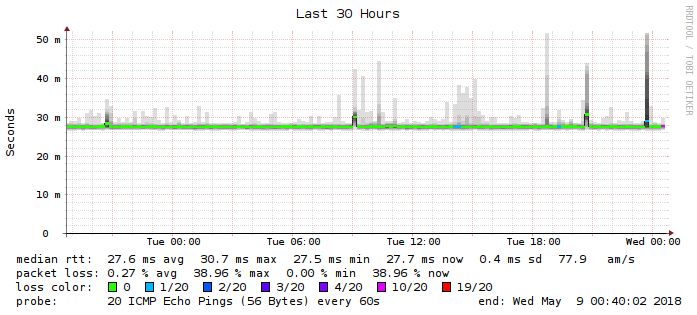 Last 30 Hours
RRDTOOL / TOBI OETIKER
Seconds
50 m
40 m
30 m
20 m
10 m
0
Tue 00:00 Tue 06:00 Tue 12:00 Tue 18:00 Wed 00:00
median rtt: 27.6 ms avg 30.7 ms max 27.5 ms min 27.7 ms now 0.4 ms sd 77.9 am/s
packet loss: 0.27 % avg 38.96 % max 0.00 % min 38.96 % now
loss color: 0 1/20 2/20 3/20 4/20 10/20 19/20
probe: 20 ICMP Echo Pings (56 Bytes) every 60s end: Wed May 9 00:40:02 2018